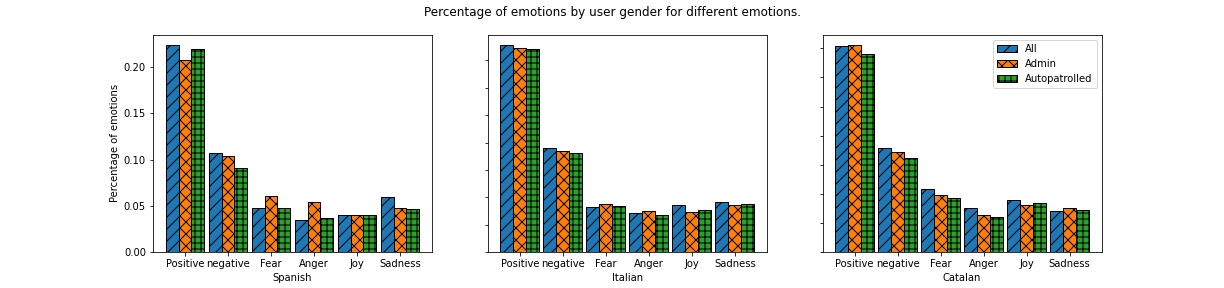 Percentage of emotions by user gender for different emotions.
Percentage of emotions
0.20
0.15
0.10
0.05
0.00
Positive negative Fear Anger Joy Sadness
Spanish
Positive negative Fear Anger Joy Sadness
Italian
All
Admin
Autopatrolled
Positive negative Fear Anger Joy Sadness
Catalan